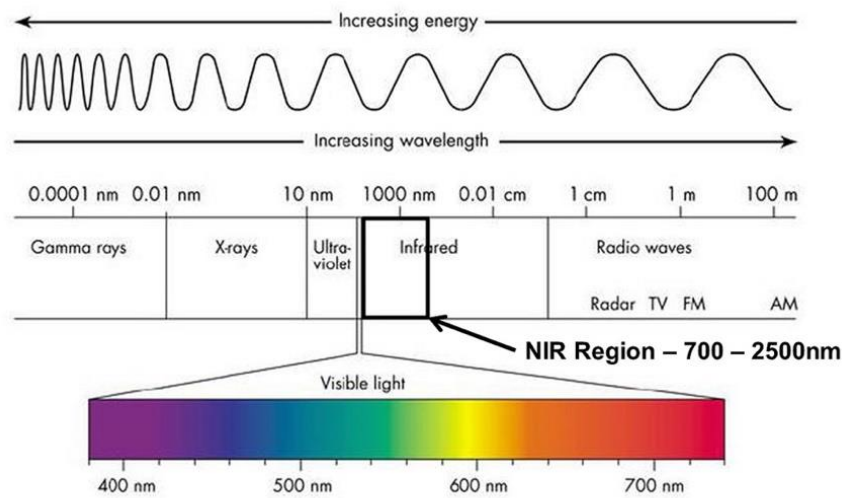 Increasing energy
Increasing wavelength
0.0001 nm 0.01 nm 10 nm 1000 nm 0.01 cm 1 cm 1 m 100 m
Gamma rays X-rays Ultra-
violet Infrared Radio waves
Radar TV FM AM
NIR Region – 700 – 2500nm
Visible light
400 nm 500 nm 600 nm 700 nm